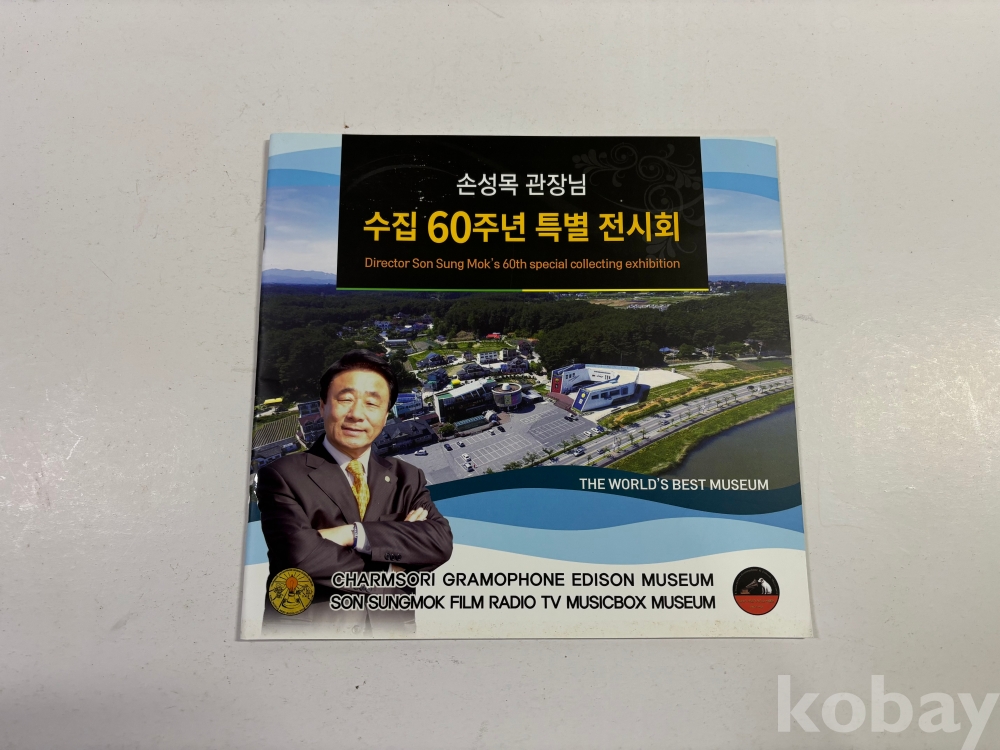 손성목 관장님
수집 60주년 특별 전시회
Director Son Sung Mok's 60th special collecting exhibition
THE WORLD'S BEST MUSEUM
CHARMSORI GRAMOPHONE EDISON MUSEUM
SON SUNGMOK FILM RADIO TV MUSICBOX MUSEUM
kobay